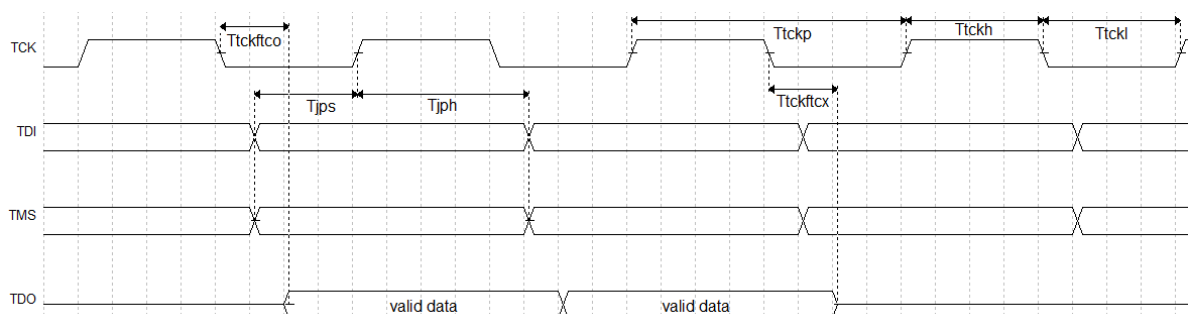 Ttckftco
Ttckp
Ttckh
Ttckl
TCK
Tjps
Tjph
Ttckftcx
TDI
TMS
TDO
valid data
valid data